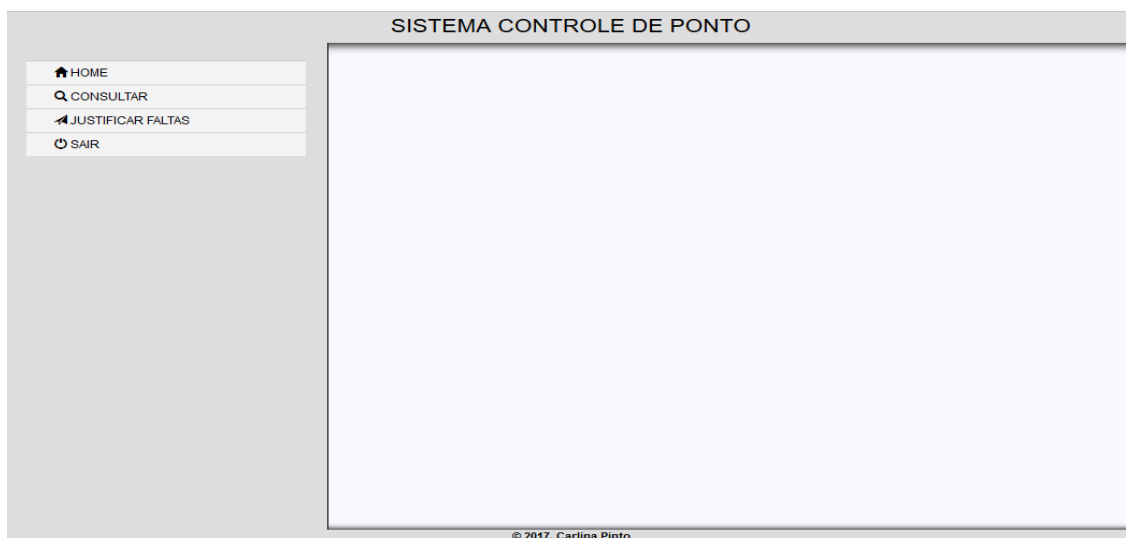 SISTEMA CONTROLE DE PONTO
HOME
CONSULTAR
JUSTIFICAR FALTAS
SAIR
© 2017. Carlina Pinto